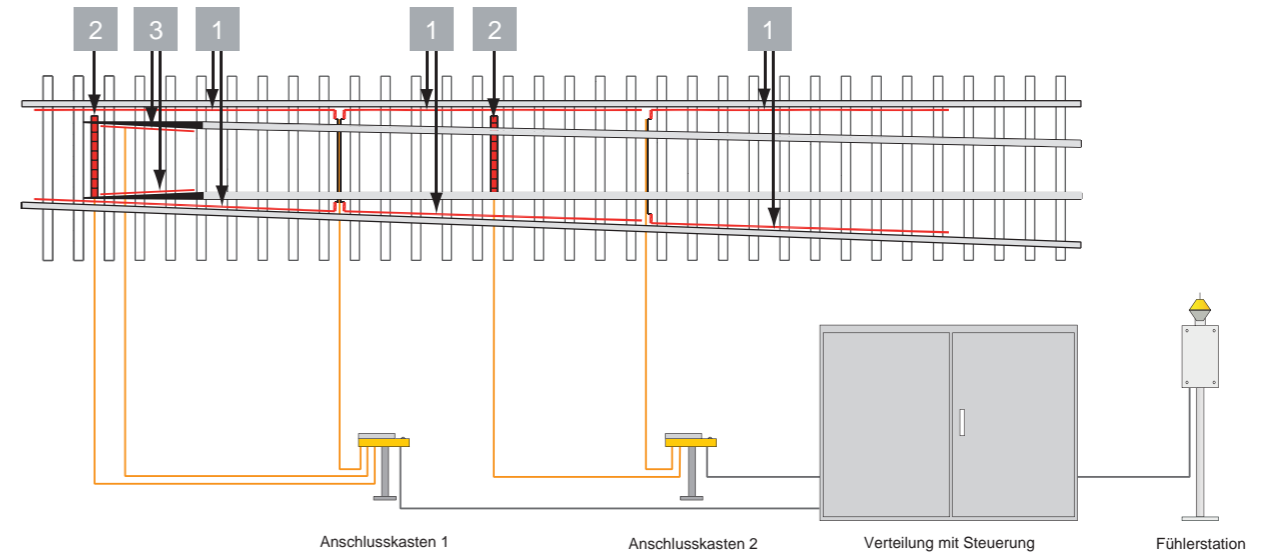 2 3 1 1 2 1
Anschlusskasten 1
Anschlusskasten 2
Verteilung mit Steuerung
Fühlerstation